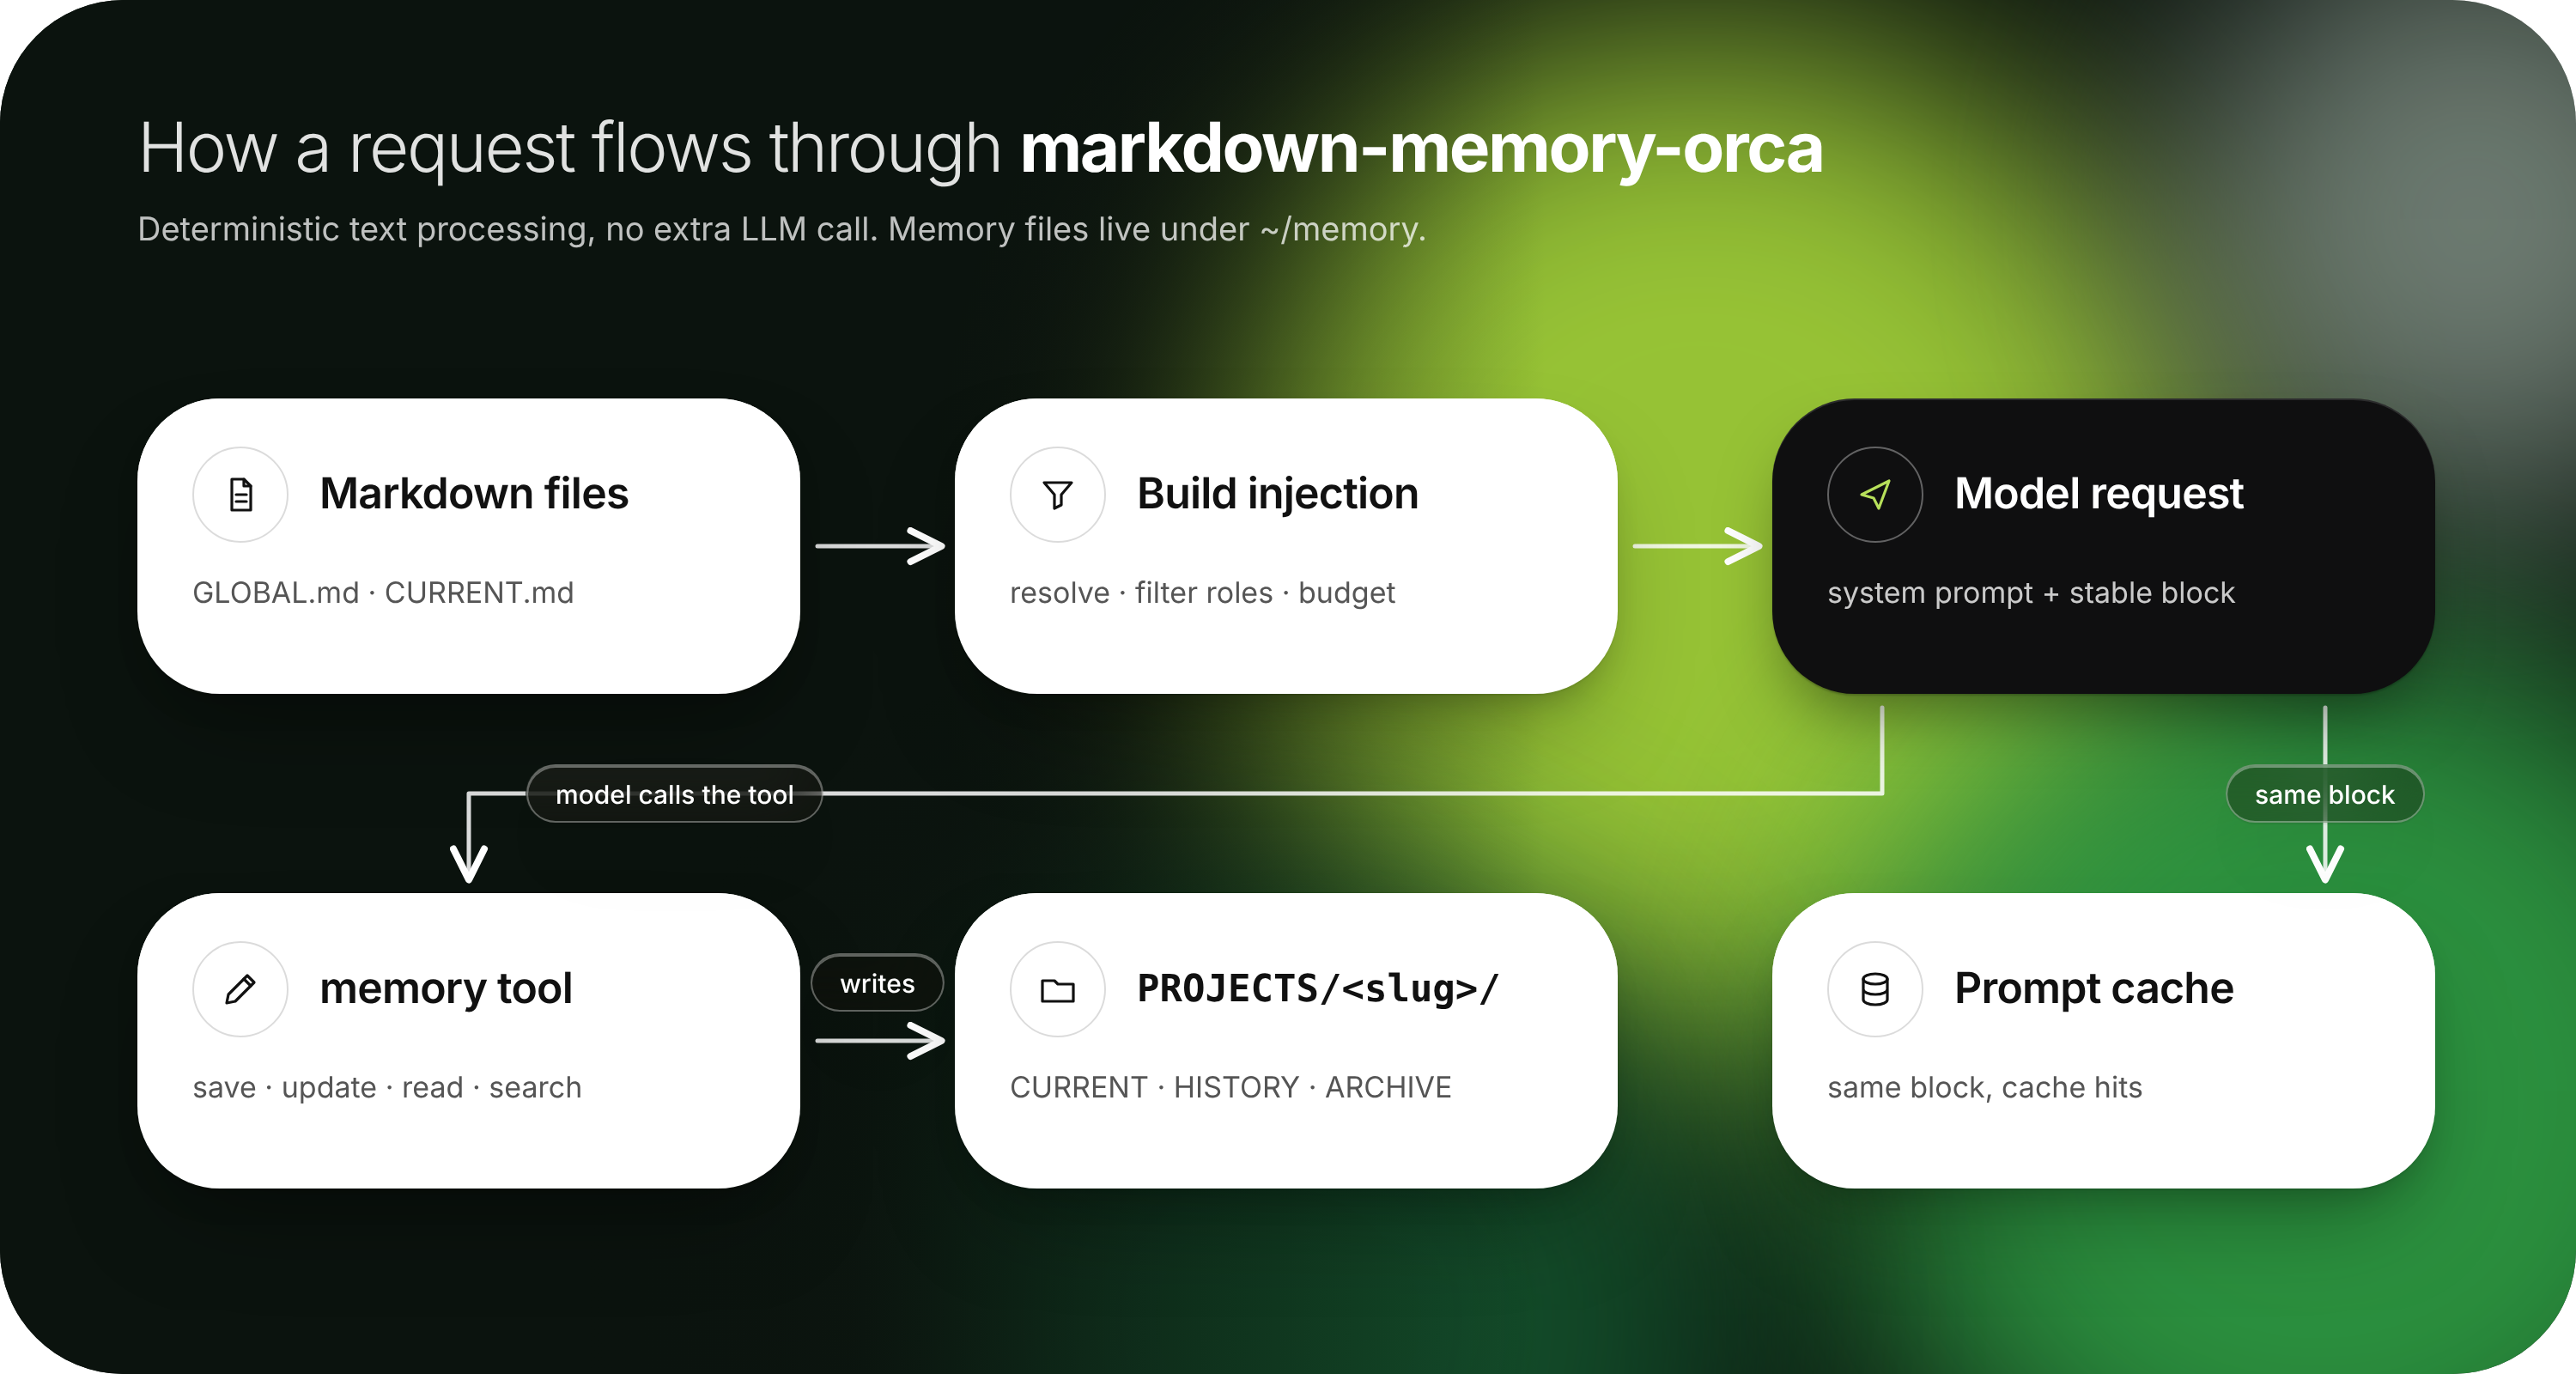 How a request flows through markdown-memory-orca
Deterministic text processing, no extra LLM call. Memory files live under ~/memory.
Markdown files
GLOBAL.md · CURRENT.md
Build injection
resolve · filter roles · budget
Model request
system prompt + stable block
model calls the tool
same block
memory tool
save · update · read · search
writes
PROJECTS/<slug>/
CURRENT · HISTORY · ARCHIVE
Prompt cache
same block, cache hits